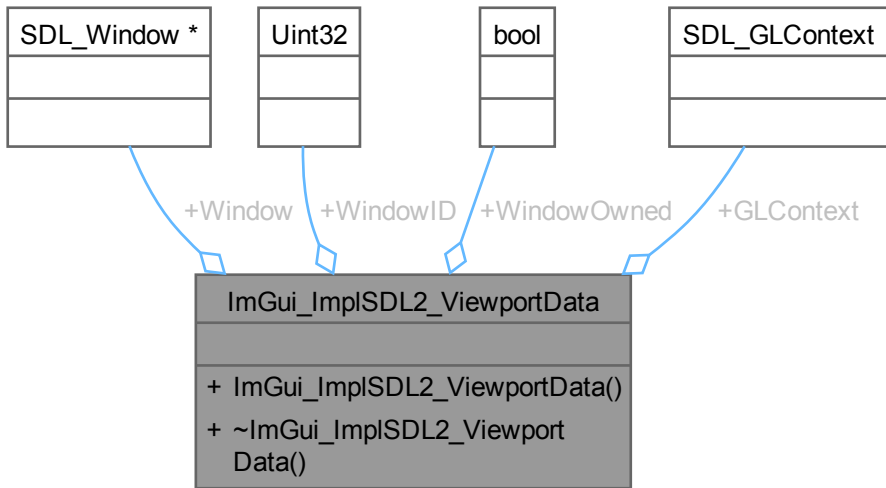 SDL_Window *
Uint32
bool
SDL_GLContext
+Window
+WindowID
+WindowOwned
+GLContext
ImGui_ImplSDL2_ViewportData
+ ImGui_ImplSDL2_ViewportData()
+ ~ImGui_ImplSDL2_Viewport
Data()